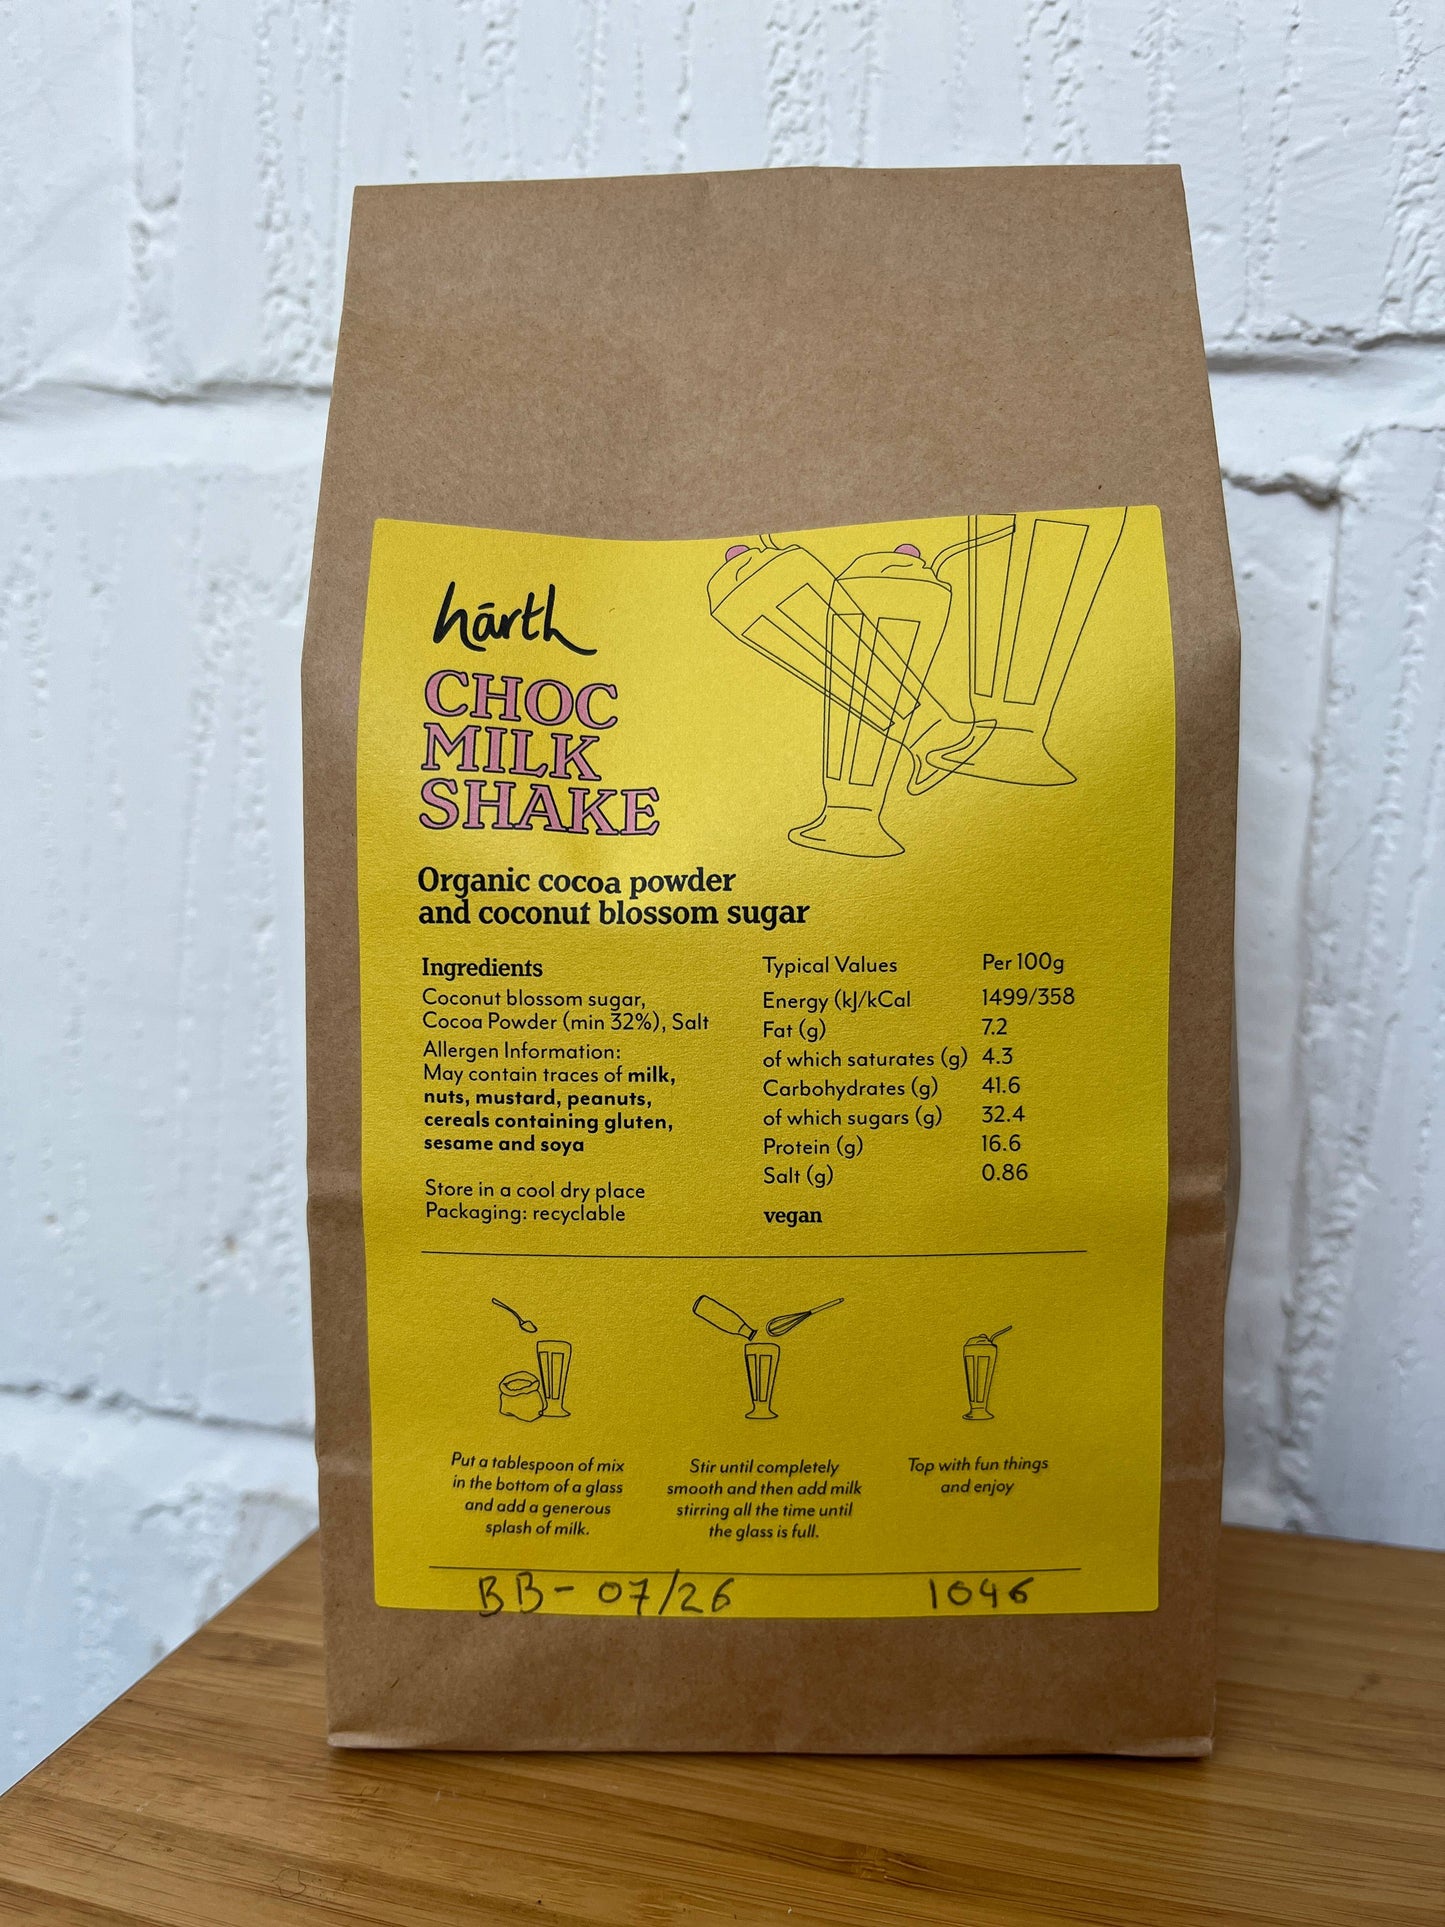 hārth
CHOC
MILK
SHAKE
Organic cocoa powder
and coconut blossom sugar
Ingredients
Coconut blossom sugar,
Cocoa Powder (min 32%), Salt
Allergen Information:
May contain traces of milk,
nuts, mustard, peanuts,
cereals containing gluten,
sesame and soya
Store in a cool dry place
Packaging: recyclable
Typical Values Per 100g
Energy (kJ/kCal 1499/358
Fat (g) 7.2
of which saturates (g) 4.3
Carbohydrates (g) 41.6
of which sugars (g) 32.4
Protein (g) 16.6
Salt (g) 0.86
vegan
Put a tablespoon of mix
in the bottom of a glass
and add a generous
splash of milk.
Stir until completely
smooth and then add milk
stirring all the time until
the glass is full.
Top with fun things
and enjoy
BB- 07/26 1046